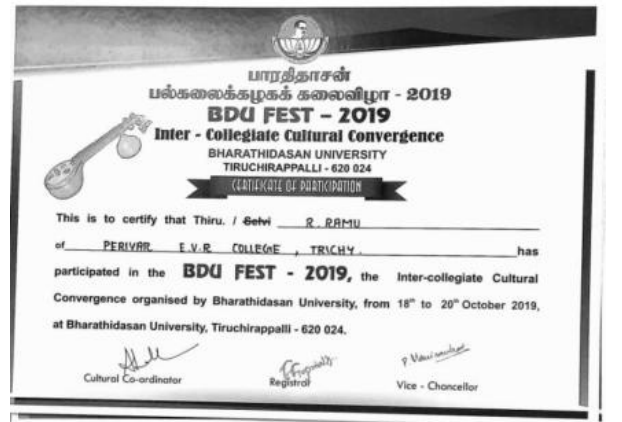 பாரதிதாசன்
பல்கலைக்கழகக் கலைவிழா - 2019
BDU FEST – 2019
Inter - Collegiate Cultural Convergence
BHARATHIDASAN UNIVERSITY
TIRUCHIRAPPALLI - 620 024
CERTIFICATE OF PARTICIPATION
This is to certify that Thiru. / Selvi R. RAMU
of PERIYAR E.V.R COLLEGE, TRICHY. has
participated in the BDU FEST - 2019, the Inter-collegiate Cultural
Convergence organised by Bharathidasan University, from 18th to 20th October 2019,
at Bharathidasan University, Tiruchirappalli - 620 024.
Cultural Co-ordinator Registrar Vice - Chancellor